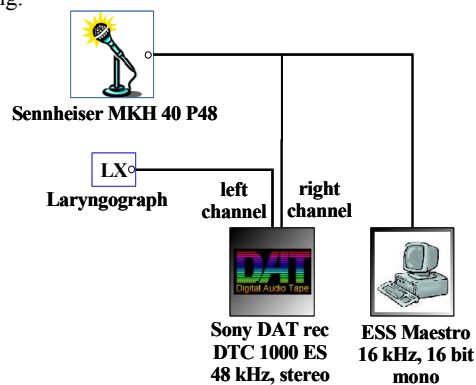 ng.
Sennheiser MKH 40 P48
LX
Laryngograph
left
channel
right
channel
DAT
Digital Audio Tape
Sony DAT rec
DTC 1000 ES
48 kHz, stereo
ESS Maestro
16 kHz, 16 bit
mono